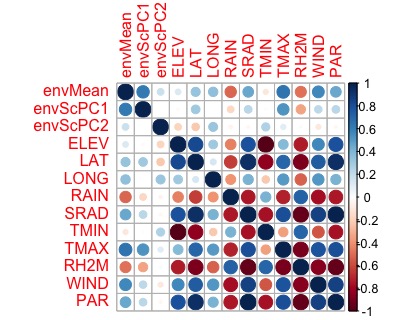 envMean envScPC1 envScPC2 ELEV LAT LONG RAIN SRAD TMIN TMAX RH2M WIND PAR
envMean
envScPC1
envScPC2
ELEV
LAT
LONG
RAIN
SRAD
TMIN
TMAX
RH2M
WIND
PAR
1
0.8
0.6
0.4
0.2
0
-0.2
-0.4
-0.6
-0.8
-1